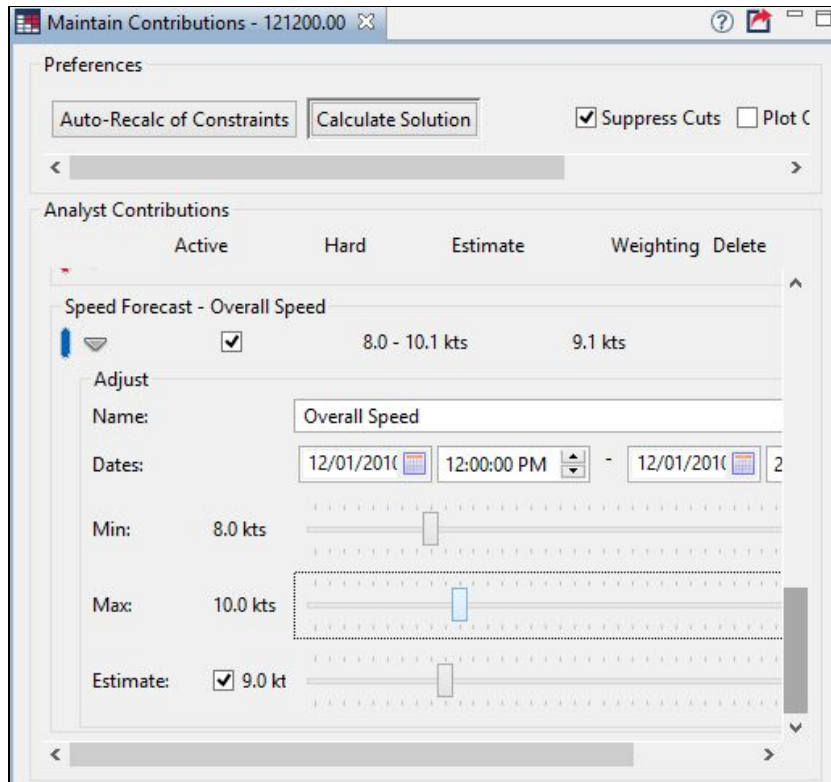 Maintain Contributions - 121200.00
Preferences
Auto-Recalc of Constraints Calculate Solution Suppress Cuts Plot
Analyst Contributions
Active Hard Estimate Weighting Delete
Speed Forecast - Overall Speed
8.0 - 10.1 kts 9.1 kts
Adjust
Name: Overall Speed
Dates: 12/01/201 12:00:00 PM - 12/01/201 2
Min: 8.0 kts
Max: 10.0 kts
Estimate: 9.0 kt